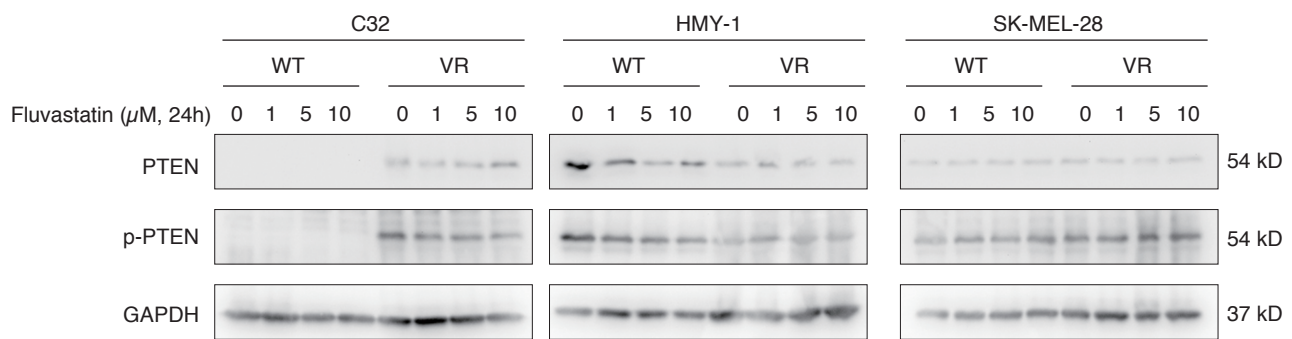 C32 HMY-1 SK-MEL-28
WT VR WT VR WT VR
Fluvastatin (µM, 24h) 0 1 5 10 0 1 5 10 0 1 5 10 0 1 5 10 0 1 5 10 0 1 5 10
PTEN 54 kD
p-PTEN 54 kD
GAPDH 37 kD